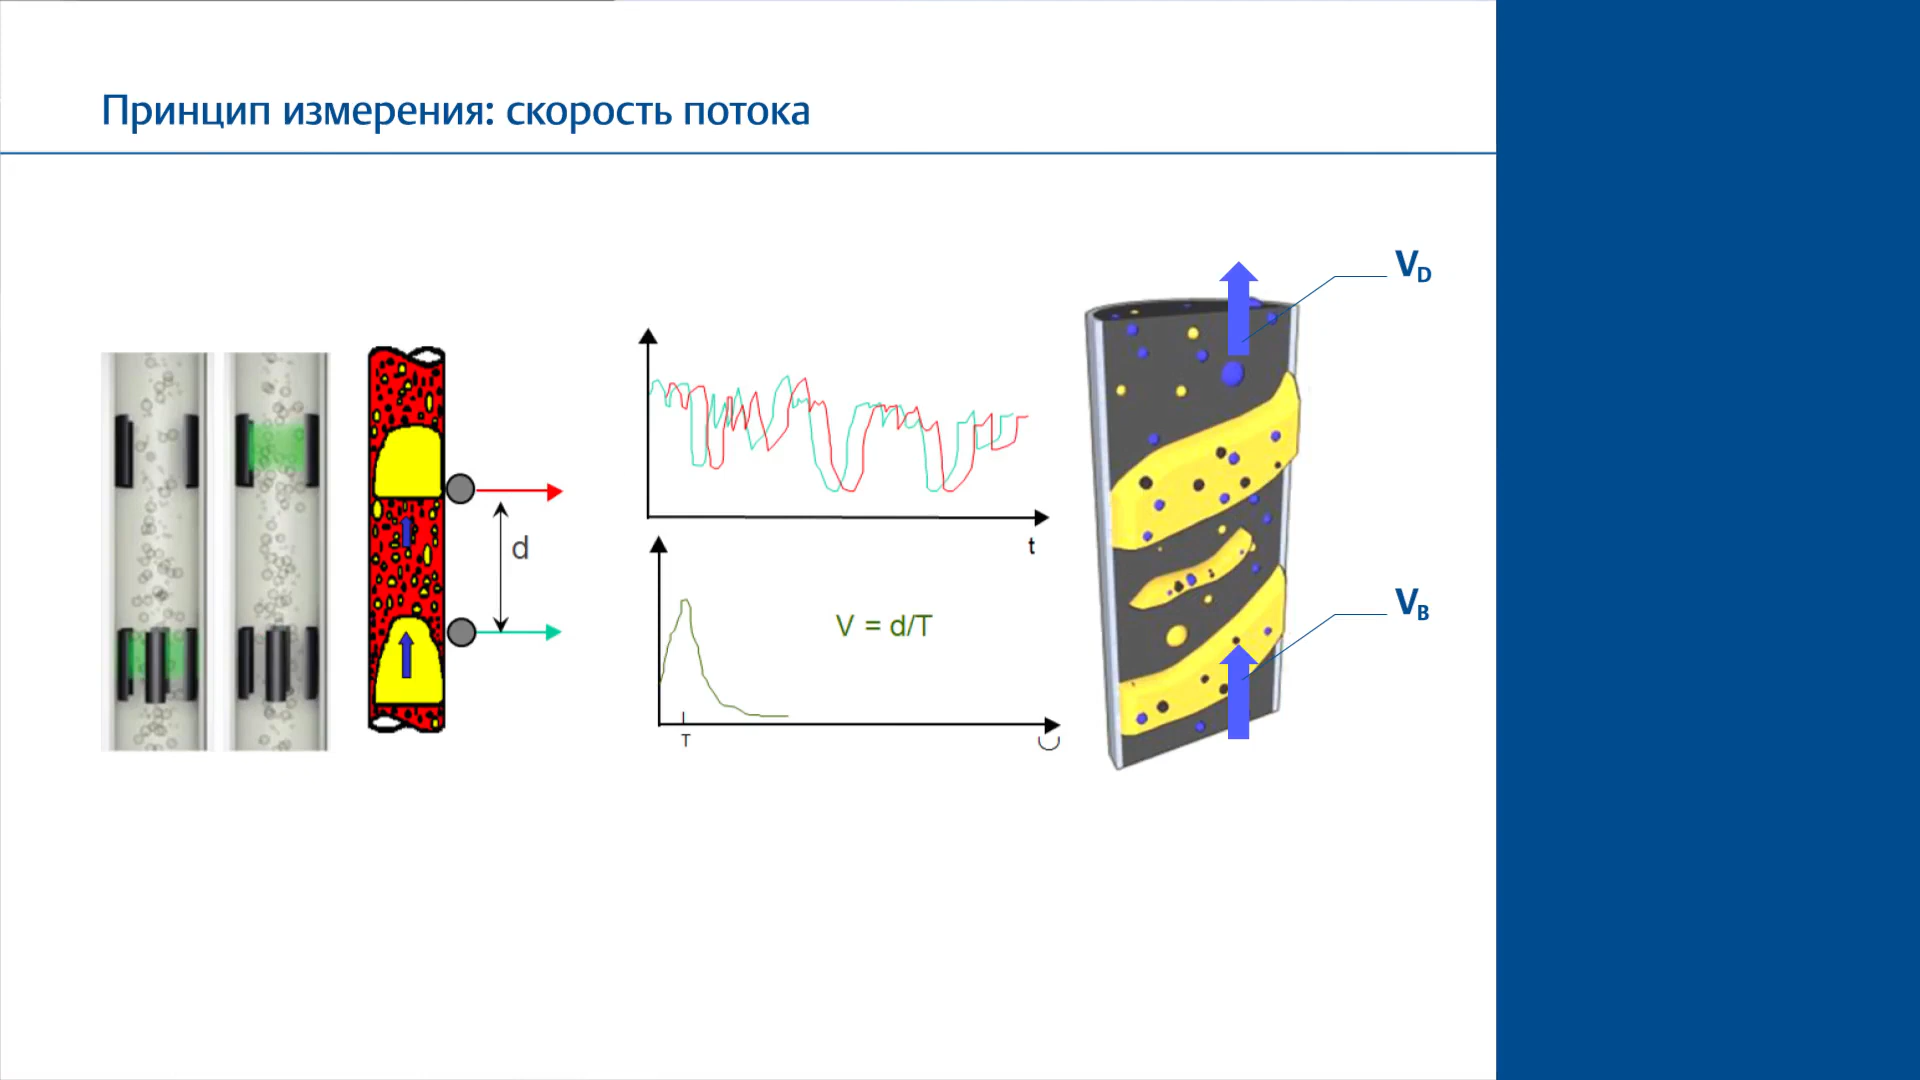 Принцип измерения: скорость потока
V_D
d
t
V = d/T
V_B
T